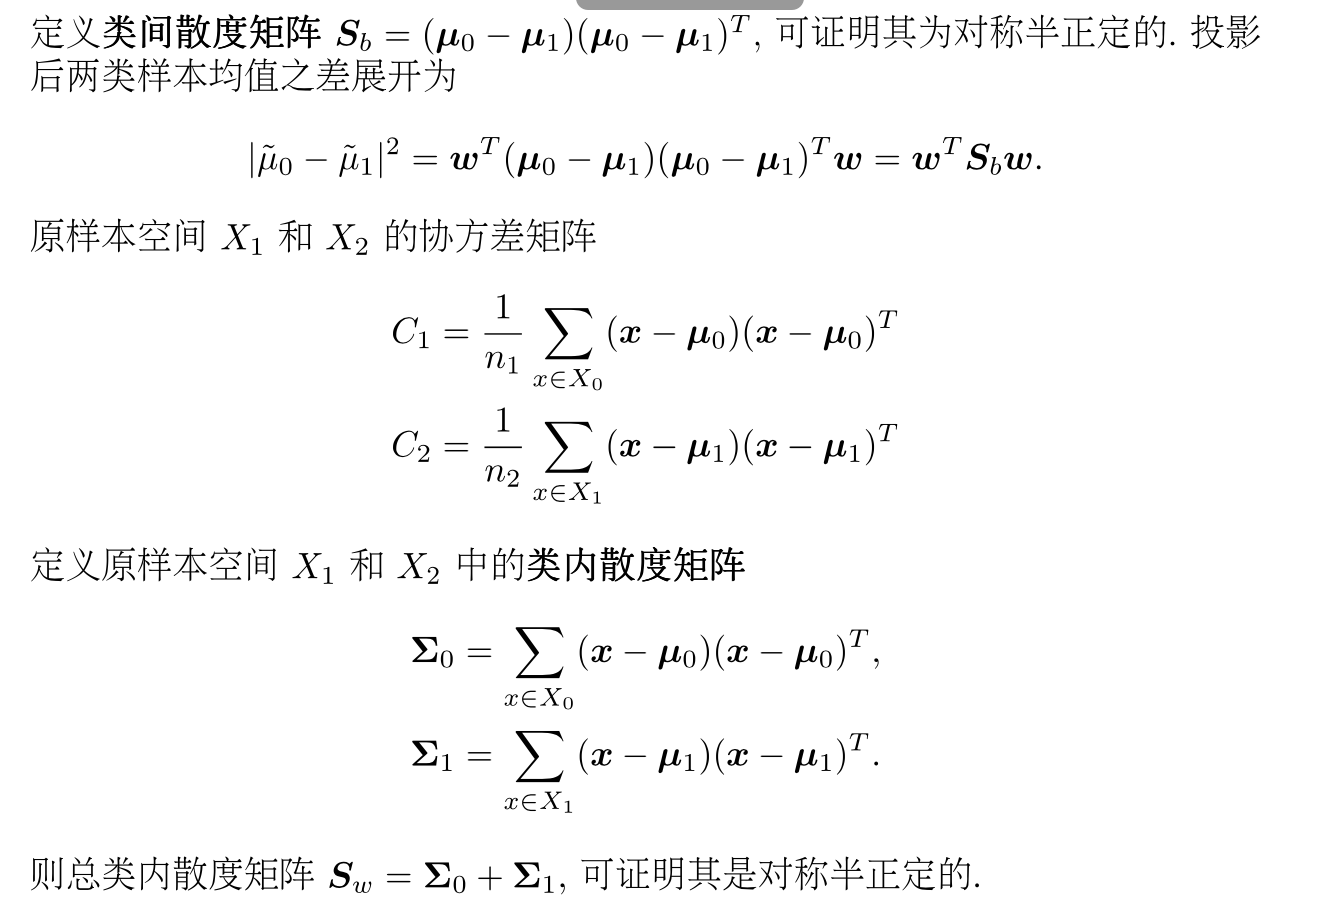 定义类间散度矩阵 $\boldsymbol{S}_b = (\boldsymbol{\mu}_0 - \boldsymbol{\mu}_1)(\boldsymbol{\mu}_0 - \boldsymbol{\mu}_1)^T$, 可证明其为对称半正定的. 投影
后两类样本均值之差展开为
$|\tilde{\mu}_0 - \tilde{\mu}_1|^2 = \boldsymbol{w}^T(\boldsymbol{\mu}_0 - \boldsymbol{\mu}_1)(\boldsymbol{\mu}_0 - \boldsymbol{\mu}_1)^T\boldsymbol{w} = \boldsymbol{w}^T\boldsymbol{S}_b\boldsymbol{w}.$
原样本空间 $X_1$ 和 $X_2$ 的协方差矩阵
$C_1 = \frac{1}{n_1}\sum_{x \in X_0}(\boldsymbol{x} - \boldsymbol{\mu}_0)(\boldsymbol{x} - \boldsymbol{\mu}_0)^T$
$C_2 = \frac{1}{n_2}\sum_{x \in X_1}(\boldsymbol{x} - \boldsymbol{\mu}_1)(\boldsymbol{x} - \boldsymbol{\mu}_1)^T$
定义原样本空间 $X_1$ 和 $X_2$ 中的类内散度矩阵
$\boldsymbol{\Sigma}_0 = \sum_{x \in X_0}(\boldsymbol{x} - \boldsymbol{\mu}_0)(\boldsymbol{x} - \boldsymbol{\mu}_0)^T,$
$\boldsymbol{\Sigma}_1 = \sum_{x \in X_1}(\boldsymbol{x} - \boldsymbol{\mu}_1)(\boldsymbol{x} - \boldsymbol{\mu}_1)^T.$
则总类内散度矩阵 $\boldsymbol{S}_w = \boldsymbol{\Sigma}_0 + \boldsymbol{\Sigma}_1$, 可证明其是对称半正定的.